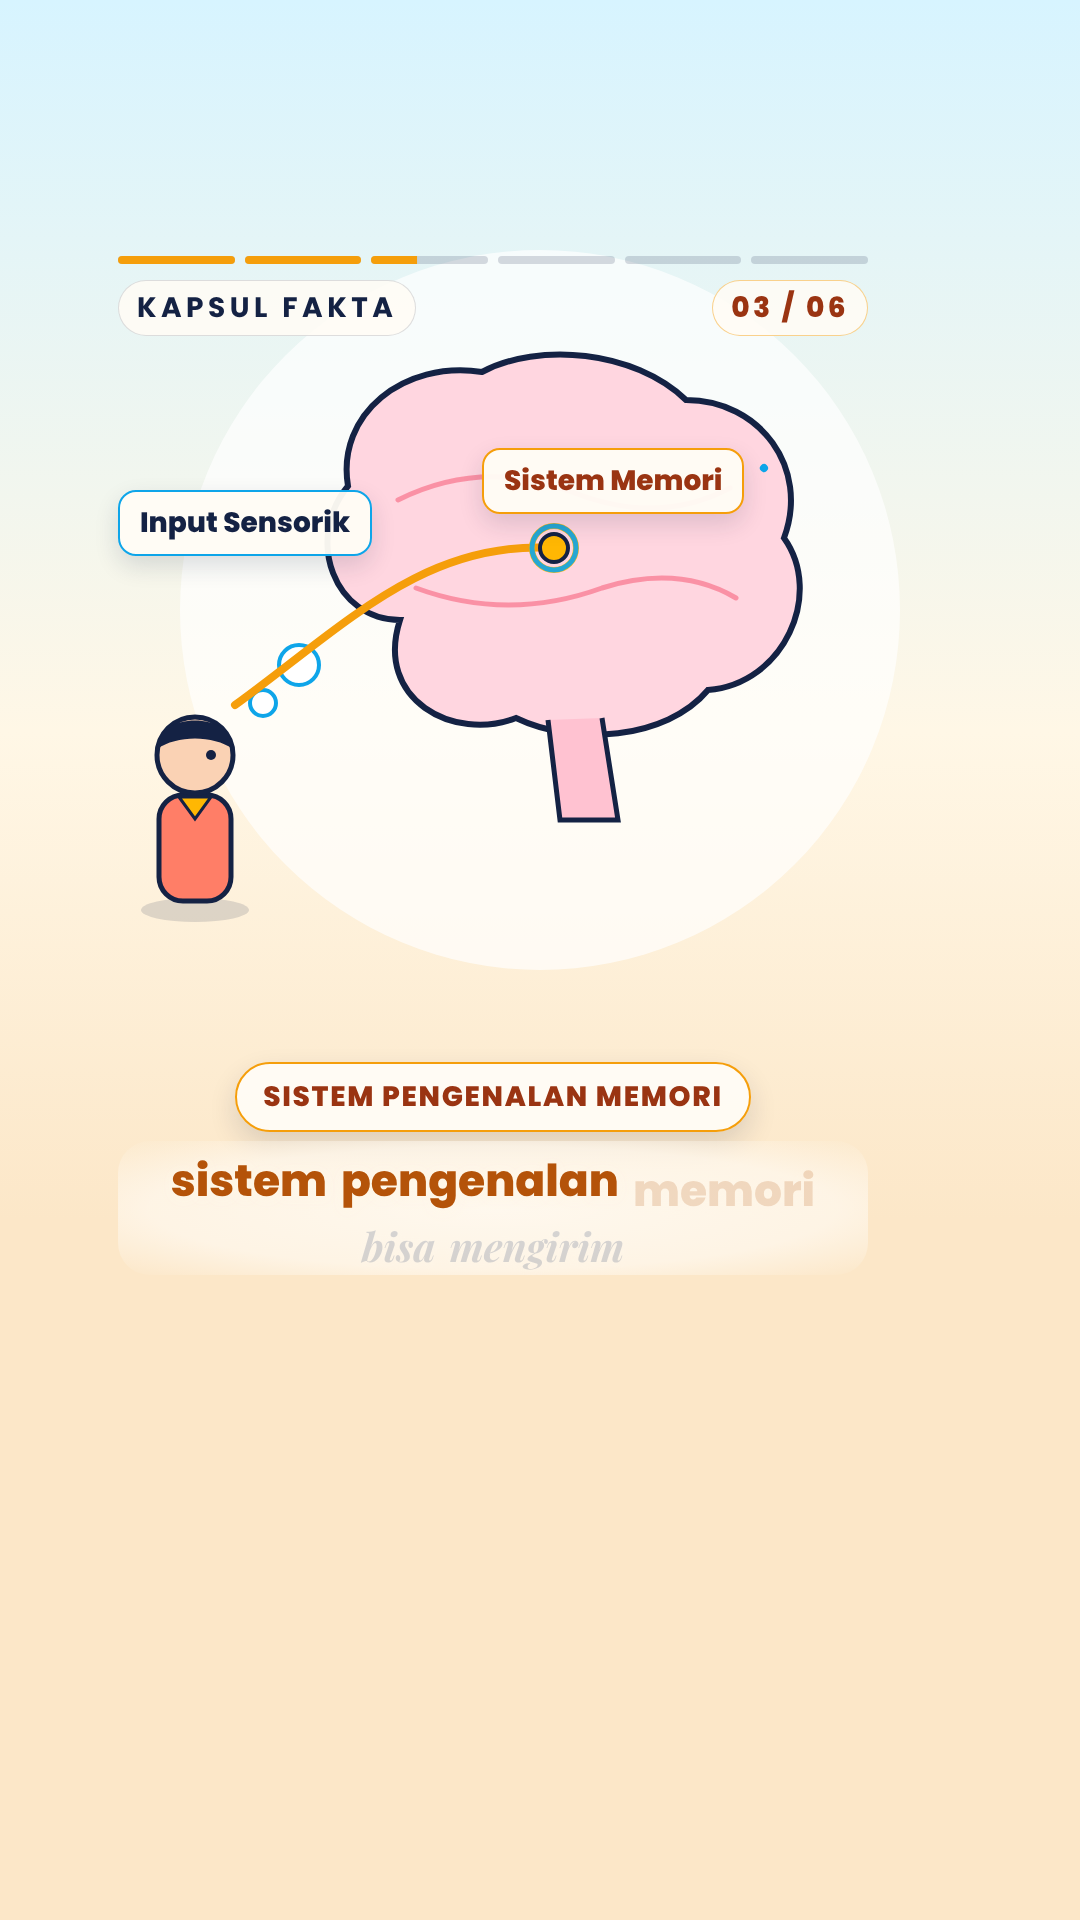 KAPSUL FAKTA
03 / 06
Sistem Memori
Input Sensorik
SISTEM PENGENALAN MEMORI
sistem pengenalan memori
bisa mengirim